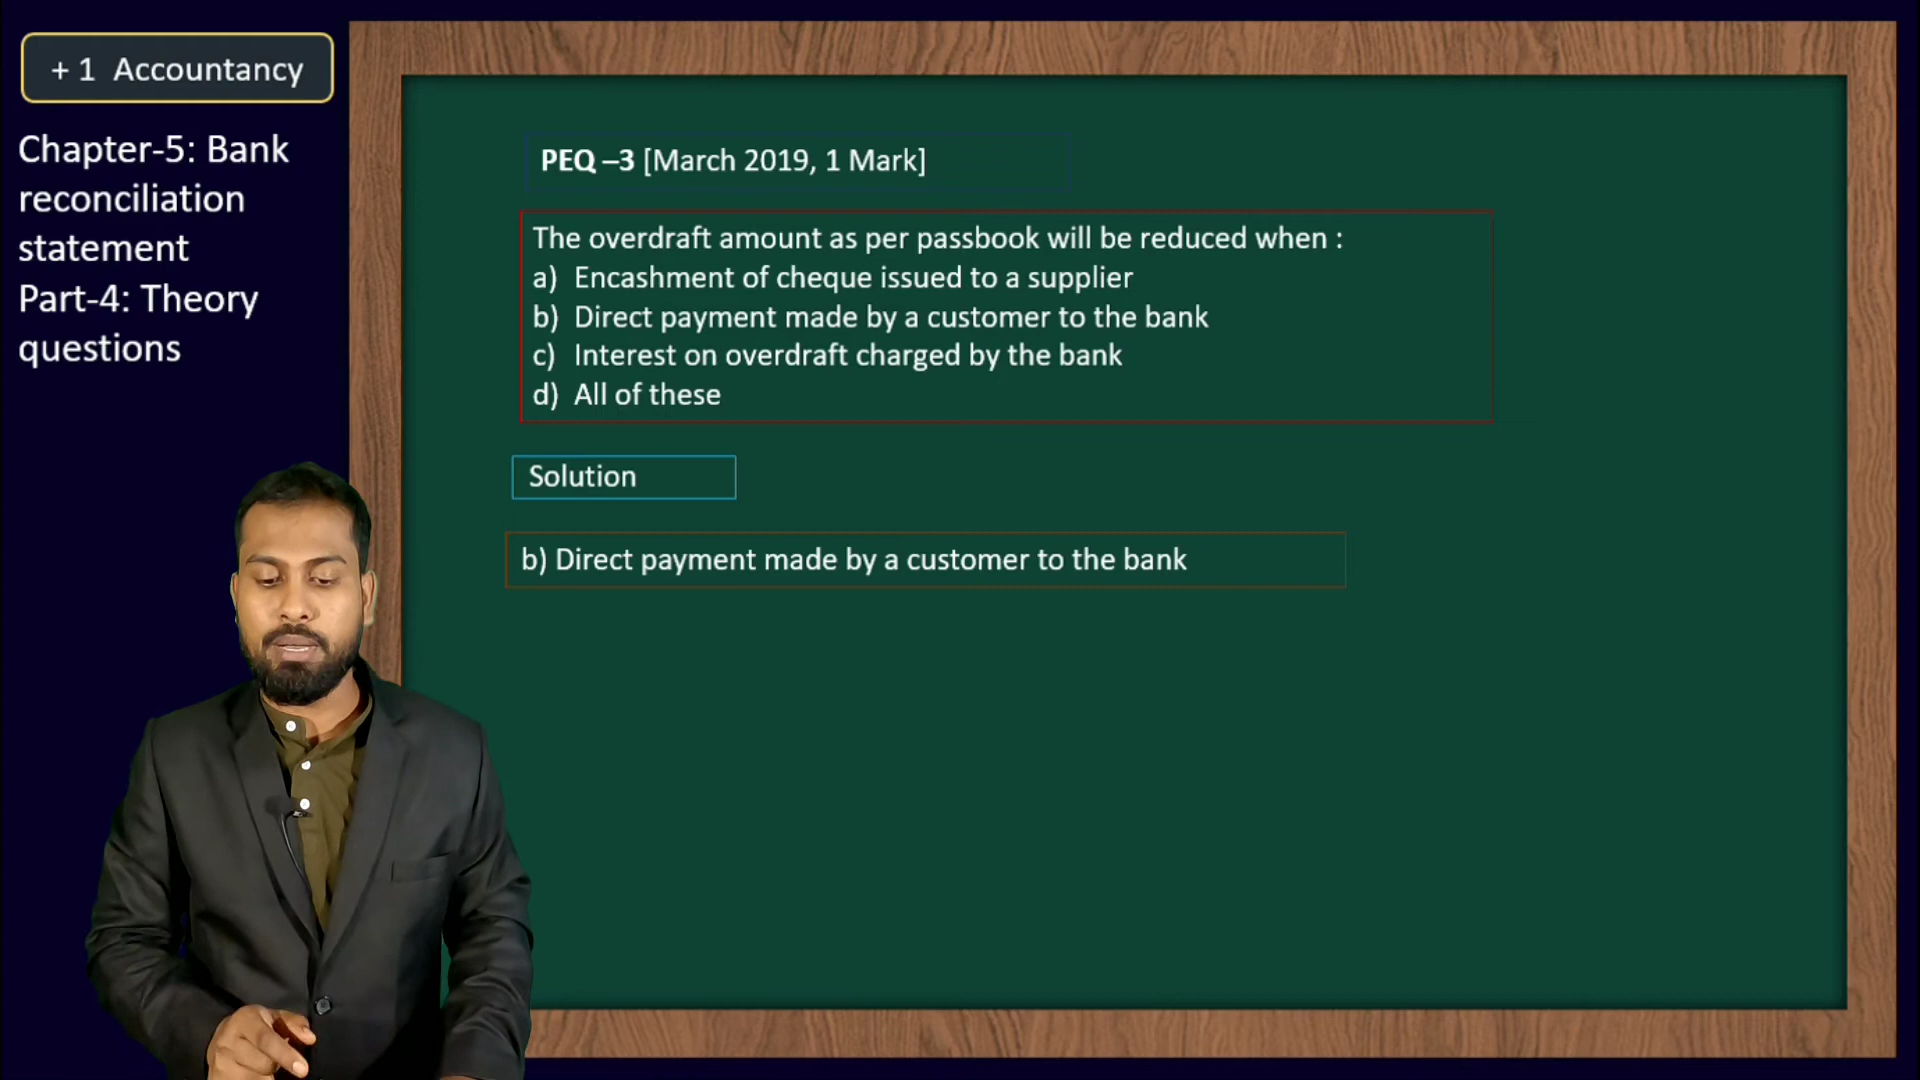 + 1 Accountancy
Chapter-5: Bank
reconciliation
statement
Part-4: Theory
questions
PEQ –3 [March 2019, 1 Mark]
The overdraft amount as per passbook will be reduced when :
a) Encashment of cheque issued to a supplier
b) Direct payment made by a customer to the bank
c) Interest on overdraft charged by the bank
d) All of these
Solution
b) Direct payment made by a customer to the bank